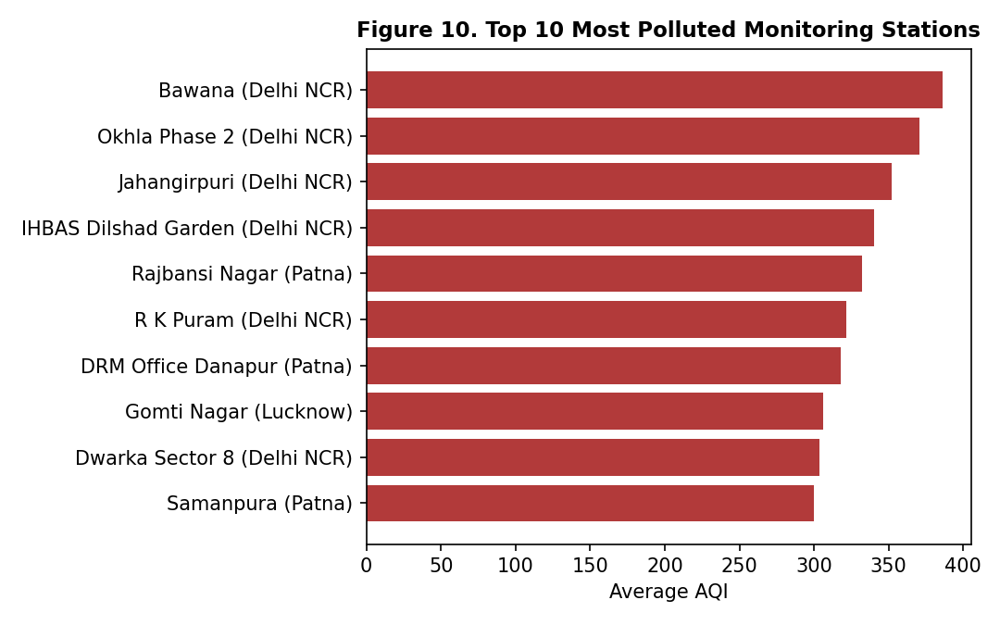 Figure 10. Top 10 Most Polluted Monitoring Stations
Bawana (Delhi NCR)
Okhla Phase 2 (Delhi NCR)
Jahangirpuri (Delhi NCR)
IHBAS Dilshad Garden (Delhi NCR)
Rajbansi Nagar (Patna)
R K Puram (Delhi NCR)
DRM Office Danapur (Patna)
Gomti Nagar (Lucknow)
Dwarka Sector 8 (Delhi NCR)
Samanpura (Patna)
0 50 100 150 200 250 300 350 400
Average AQI